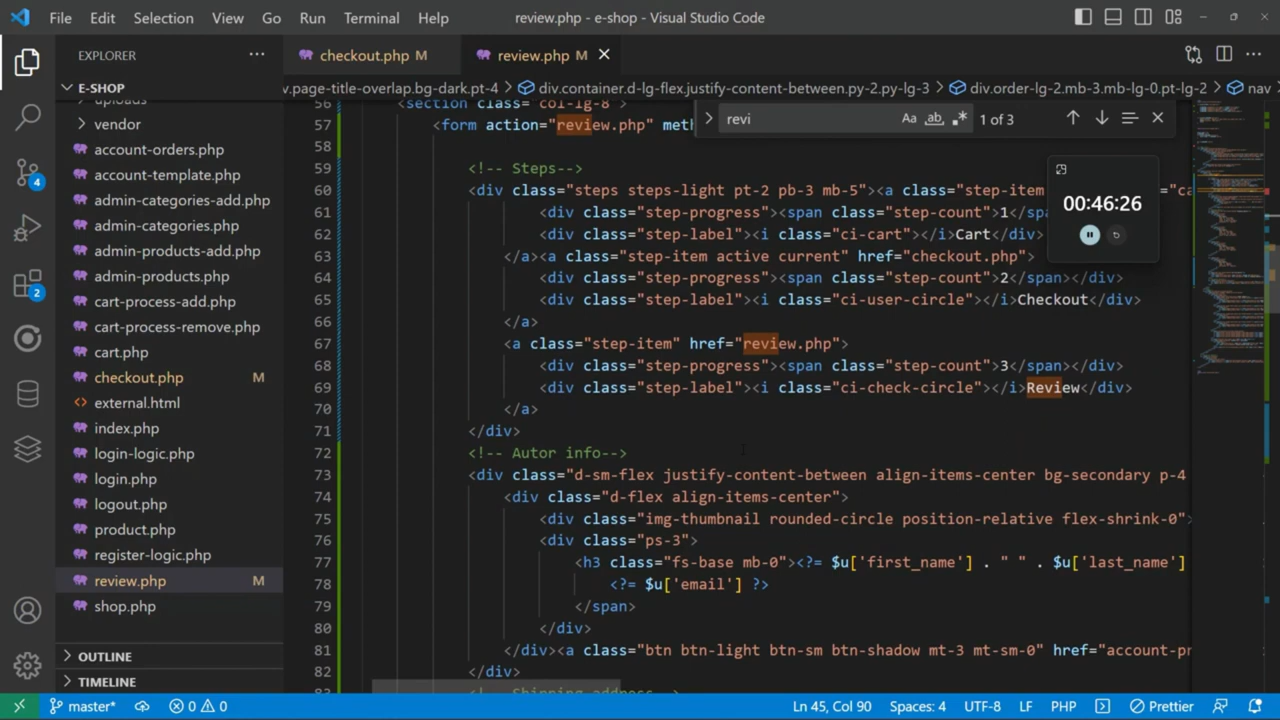 File Edit Selection View Go Run Terminal Help review.php - e-shop - Visual Studio Code
EXPLORER
checkout.php M
review.php M
E-SHOP
v.page-title-overlap.bg-dark.pt-4 > div.container.d-lg-flex.justify-content-between.py-2.py-lg-3 > div.order-lg-2.mb-3.mb-lg-0.pt-lg-2 > nav
uploads
vendor
account-orders.php
account-template.php
admin-categories-add.php
admin-categories.php
admin-products-add.php
admin-products.php
cart-process-add.php
cart-process-remove.php
cart.php
checkout.php M
external.html
index.php
login-logic.php
login.php
logout.php
product.php
register-logic.php
review.php M
shop.php
OUTLINE
TIMELINE
4
2
revi
Aa ab
1 of 3
00:46:26
56 <section class="col-lg-8">
57 <form action="review.php" meth
58
59 <!-- Steps-->
60 <div class="steps steps-light pt-2 pb-3 mb-5"><a class="step-item ="ca
61 <div class="step-progress"><span class="step-count">1</spa
62 <div class="step-label"><i class="ci-cart"></i>Cart</div>
63 </a><a class="step-item active current" href="checkout.php">
64 <div class="step-progress"><span class="step-count">2</span></div>
65 <div class="step-label"><i class="ci-user-circle"></i>Checkout</div>
66 </a>
67 <a class="step-item" href="review.php">
68 <div class="step-progress"><span class="step-count">3</span></div>
69 <div class="step-label"><i class="ci-check-circle"></i>Review</div>
70 </a>
71 </div>
72 <!-- Autor info-->
73 <div class="d-sm-flex justify-content-between align-items-center bg-secondary p-4
74 <div class="d-flex align-items-center">
75 <div class="img-thumbnail rounded-circle position-relative flex-shrink-0">
76 <div class="ps-3">
77 <h3 class="fs-base mb-0"><?= $u['first_name'] . " " . $u['last_name']
78 <?= $u['email'] ?>
79 </span>
80 </div>
81 </div><a class="btn btn-light btn-sm btn-shadow mt-3 mt-sm-0" href="account-pr
82 </div>
83 <!-- Shipping address-->
master* 0 0 Ln 45, Col 90 Spaces: 4 UTF-8 LF PHP Prettier